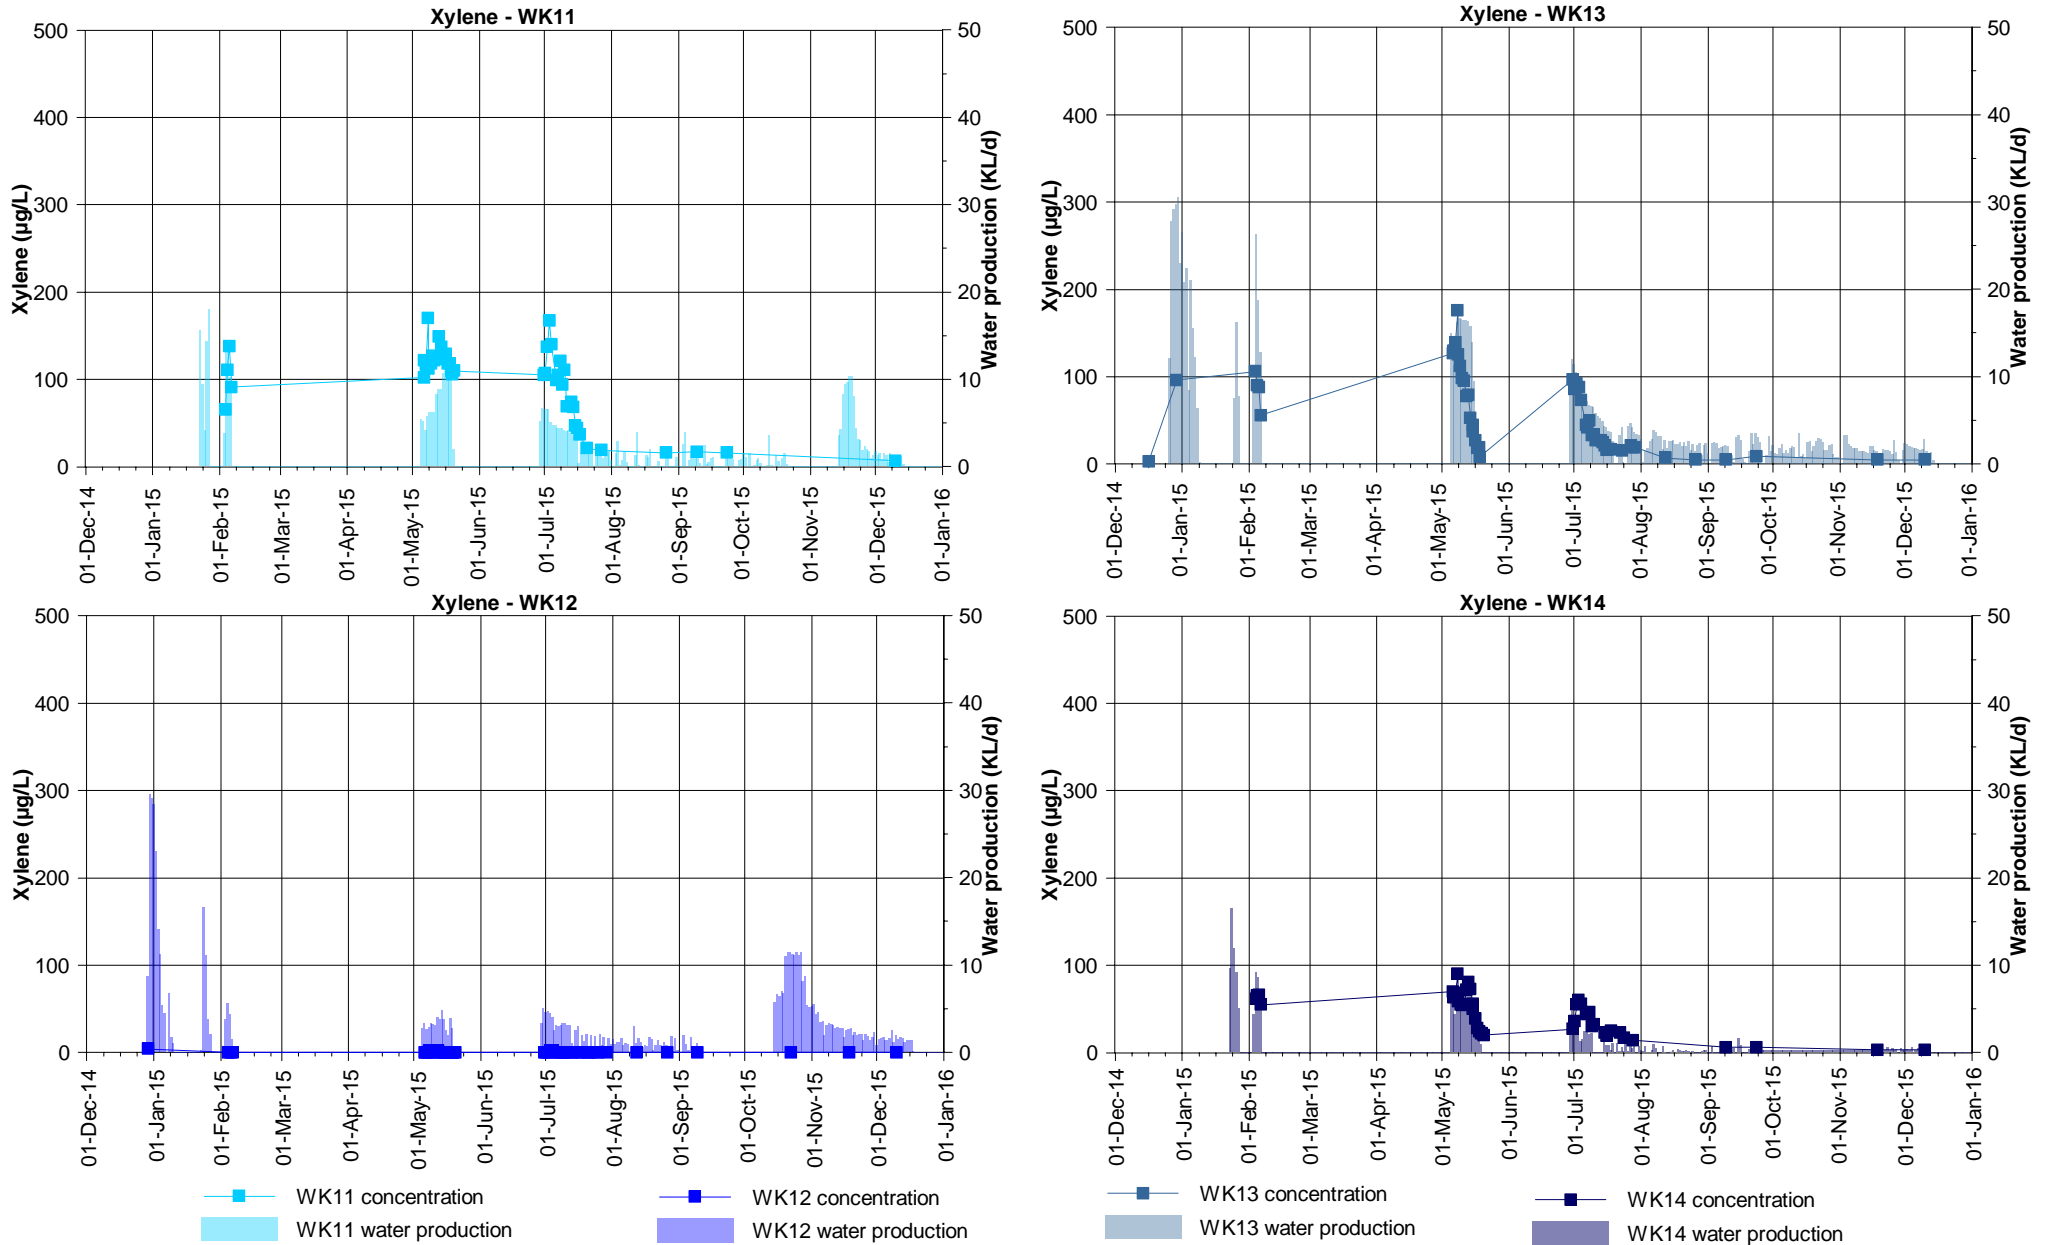 Xylene - WK11
500
400
300
200
100
0
Xylene (µg/L)
50
40
30
20
10
0
Water production (KL/d)
01-Dec-14
01-Jan-15
01-Feb-15
01-Mar-15
01-Apr-15
01-May-15
01-Jun-15
01-Jul-15
01-Aug-15
01-Sep-15
01-Oct-15
01-Nov-15
01-Dec-15
01-Jan-16
Xylene - WK13
500
400
300
200
100
0
Xylene (µg/L)
50
40
30
20
10
0
Water production (KL/d)
01-Dec-14
01-Jan-15
01-Feb-15
01-Mar-15
01-Apr-15
01-May-15
01-Jun-15
01-Jul-15
01-Aug-15
01-Sep-15
01-Oct-15
01-Nov-15
01-Dec-15
01-Jan-16
Xylene - WK12
500
400
300
200
100
0
Xylene (µg/L)
50
40
30
20
10
0
Water production (KL/d)
01-Dec-14
01-Jan-15
01-Feb-15
01-Mar-15
01-Apr-15
01-May-15
01-Jun-15
01-Jul-15
01-Aug-15
01-Sep-15
01-Oct-15
01-Nov-15
01-Dec-15
01-Jan-16
Xylene - WK14
500
400
300
200
100
0
Xylene (µg/L)
50
40
30
20
10
0
Water production (KL/d)
01-Dec-14
01-Jan-15
01-Feb-15
01-Mar-15
01-Apr-15
01-May-15
01-Jun-15
01-Jul-15
01-Aug-15
01-Sep-15
01-Oct-15
01-Nov-15
01-Dec-15
01-Jan-16
WK11 concentration
WK11 water production
WK12 concentration
WK12 water production
WK13 concentration
WK13 water production
WK14 concentration
WK14 water production